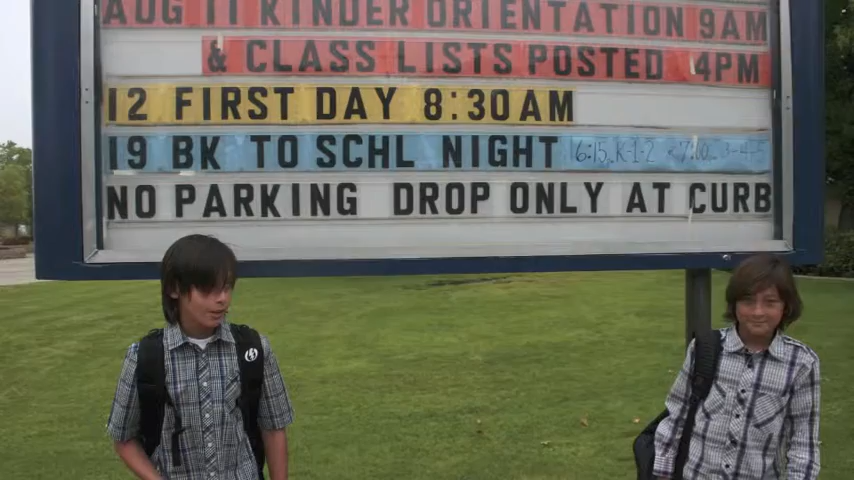 AUG 11 KINDER ORIENTATION 9AM
& CLASS LISTS POSTED 4PM
12 FIRST DAY 8:30AM
19 BK TO SCHL NIGHT 6:15 K-1-2 7:00 3-4-5
NO PARKING DROP ONLY AT CURB